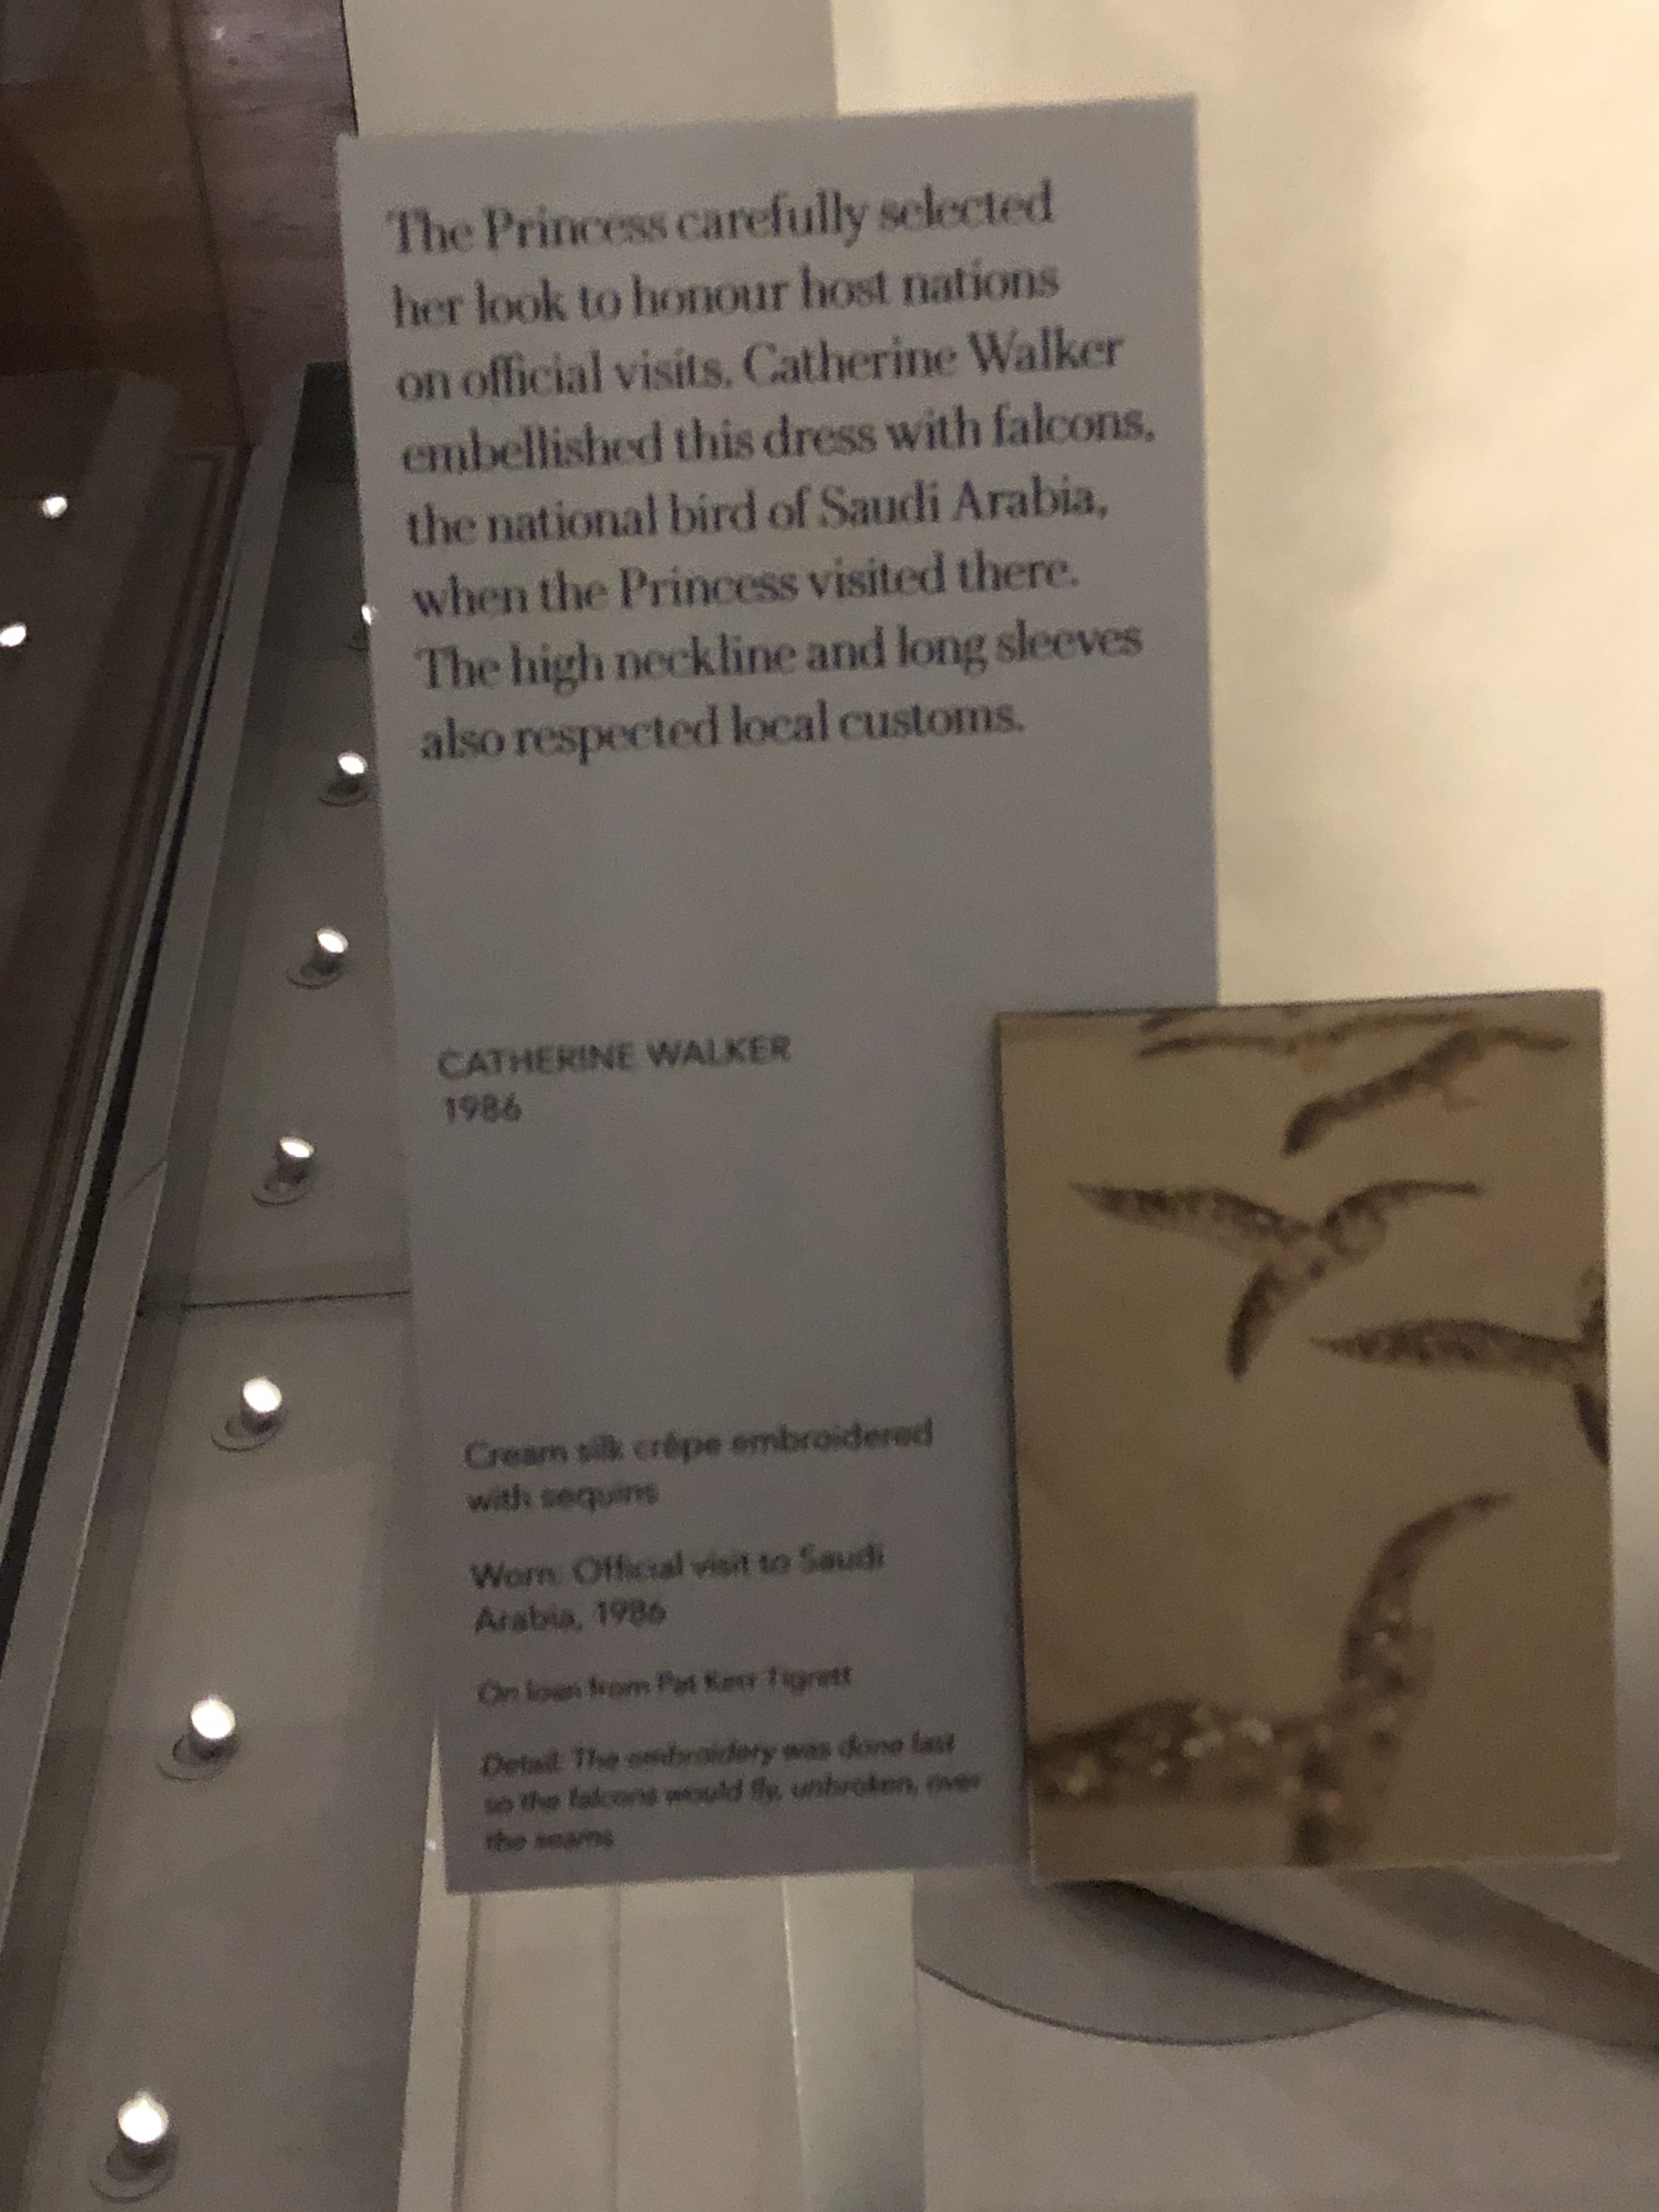 The Princess carefully selected
her look to honour host nations
on official visits. Catherine Walker
embellished this dress with falcons,
the national bird of Saudi Arabia,
when the Princess visited there.
The high neckline and long sleeves
also respected local customs.
CATHERINE WALKER
1986
Cream silk crêpe embroidered
with sequins
Worn: Official visit to Saudi
Arabia, 1986
On loan from Pat Kerr Tigrett
Detail: The embroidery was done last
so the falcons would fly, unbroken, over
the seams